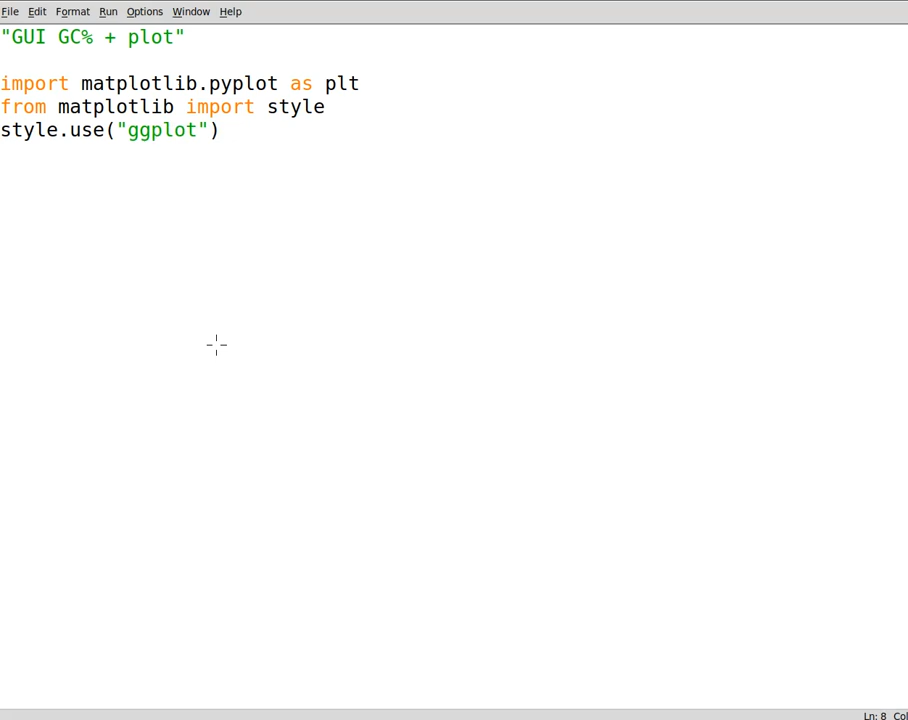 File Edit Format Run Options Window Help
"GUI GC% + plot"
import matplotlib.pyplot as plt
from matplotlib import style
style.use("ggplot")
Ln: 8 Col